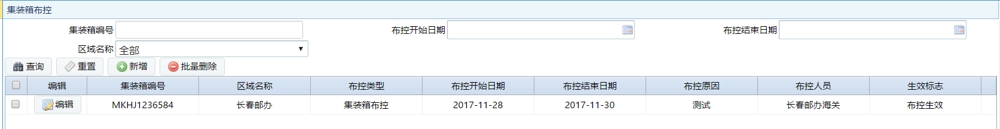 集装箱布控
集装箱编号 布控开始日期 布控结束日期
区域名称 全部
查询 重置 新增 批量删除
编辑 集装箱编号 区域名称 布控类型 布控开始日期 布控结束日期 布控原因 布控人员 生效标志
编辑 MKHJ1236584 长春邮办 集装箱布控 2017-11-28 2017-11-30 测试 长春邮办海关 布控生效